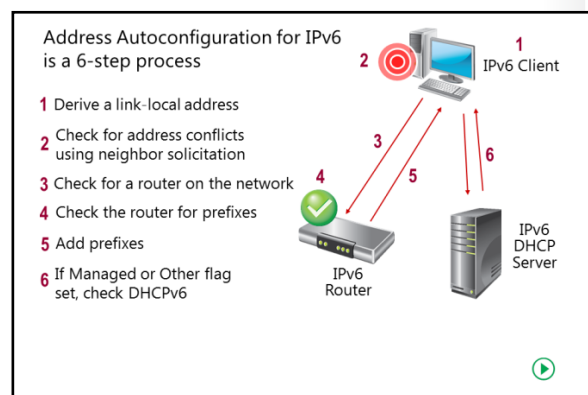 Address Autoconfiguration for IPv6
is a 6-step process
1 Derive a link-local address
2 Check for address conflicts
using neighbor solicitation
3 Check for a router on the network
4 Check the router for prefixes
5 Add prefixes
6 If Managed or Other flag
set, check DHCPv6
2
1
IPv6 Client
3
5
6
4
IPv6
Router
IPv6
DHCP
Server